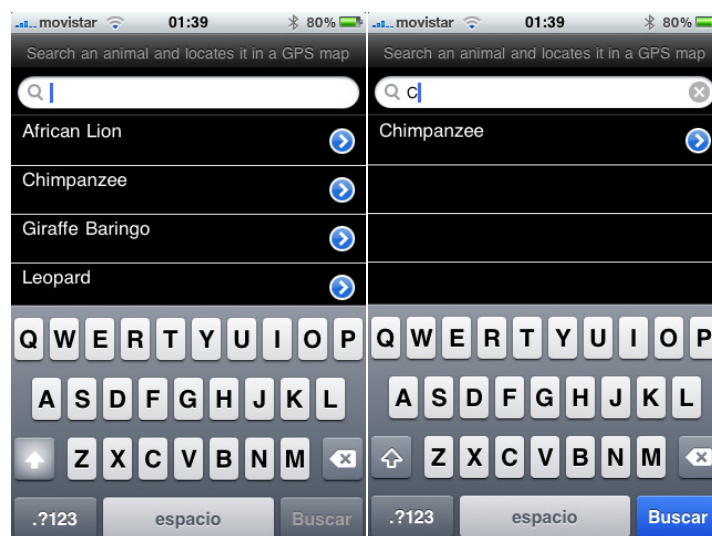 movistar 01:39 80%
Search an animal and locates it in a GPS map
African Lion
Chimpanzee
Giraffe Baringo
Leopard
Q W E R T Y U I O P
A S D F G H J K L
Z X C V B N M
.?123 espacio Buscar
movistar 01:39 80%
Search an animal and locates it in a GPS map
C
Chimpanzee
Q W E R T Y U I O P
A S D F G H J K L
Z X C V B N M
.?123 espacio Buscar